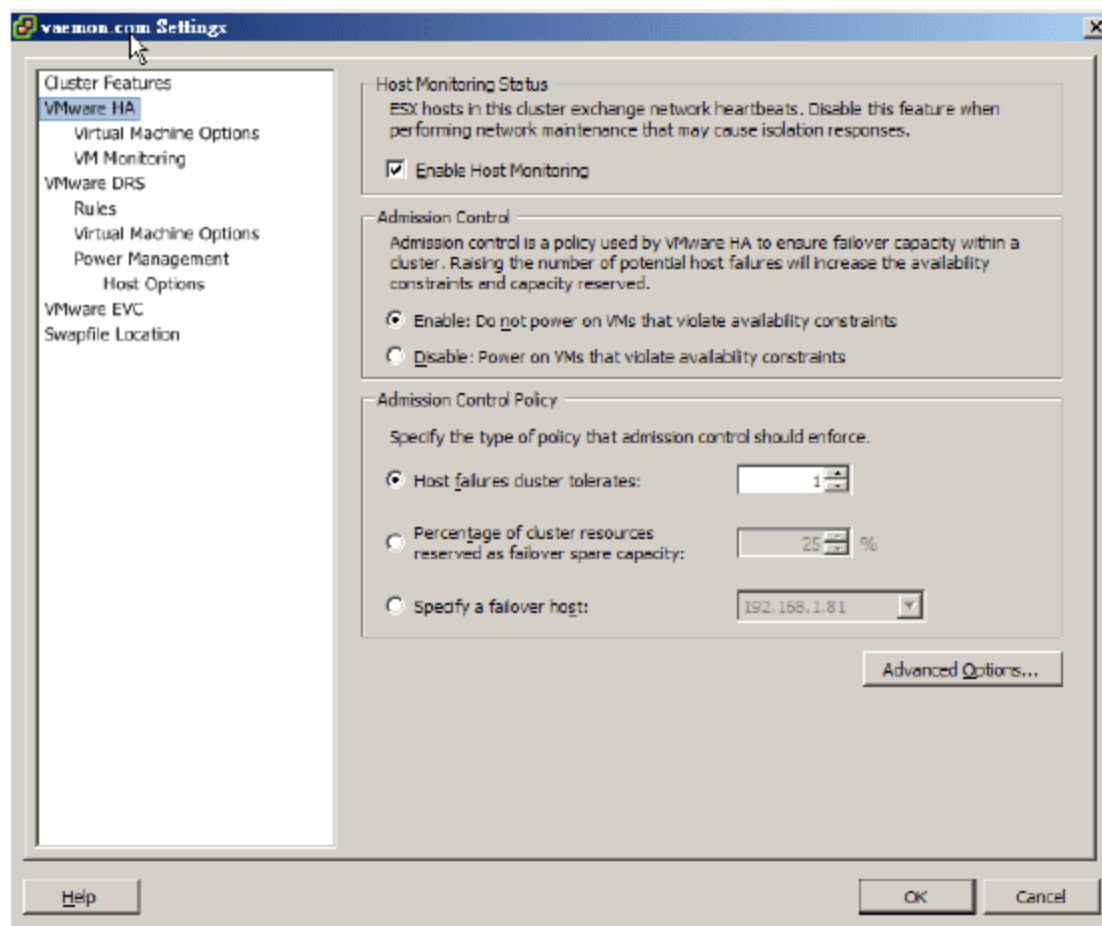 vaemon.com Settings
Cluster Features
VMware HA
Virtual Machine Options
VM Monitoring
VMware DRS
Rules
Virtual Machine Options
Power Management
Host Options
VMware EVC
Swapfile Location
Host Monitoring Status
ESX hosts in this cluster exchange network heartbeats. Disable this feature when
performing network maintenance that may cause isolation responses.
Enable Host Monitoring
Admission Control
Admission control is a policy used by VMware HA to ensure failover capacity within a
cluster. Raising the number of potential host failures will increase the availability
constraints and capacity reserved.
Enable: Do not power on VMs that violate availability constraints
Disable: Power on VMs that violate availability constraints
Admission Control Policy
Specify the type of policy that admission control should enforce.
Host failures cluster tolerates: 1
Percentage of cluster resources
reserved as failover spare capacity: 25 %
Specify a failover host: 192.168.1.81
Advanced Options...
Help OK Cancel